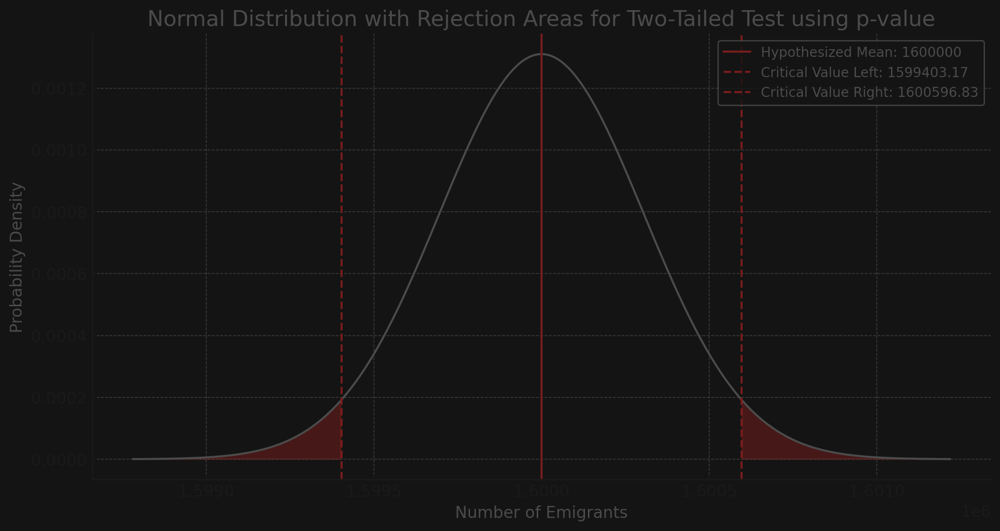 Normal Distribution with Rejection Areas for Two-Tailed Test using p-value
Hypothesized Mean: 1600000
Critical Value Left: 1599403.17
Critical Value Right: 1600596.83
Probability Density
0.0012
0.0010
0.0008
0.0006
0.0004
0.0002
0.0000
1.5990 1.5995 1.6000 1.6005 1.6010
1e6
Number of Emigrants